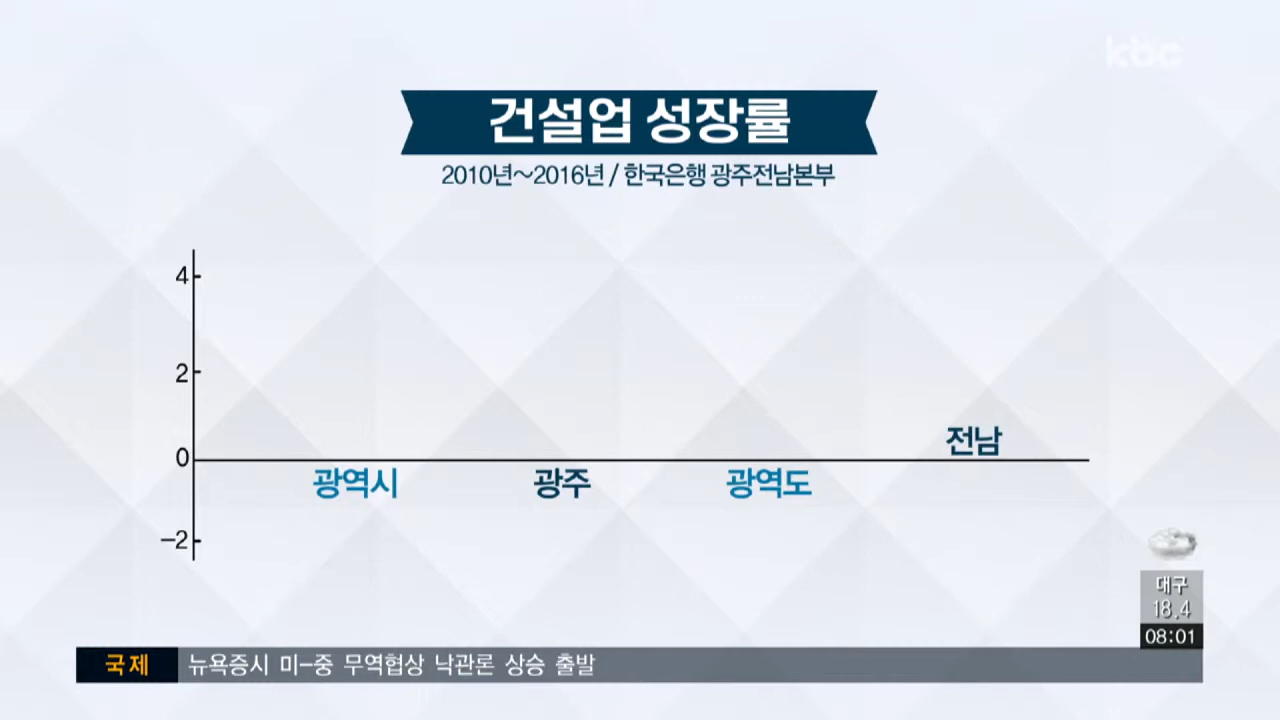 kbc
건설업 성장률
2010년~2016년 / 한국은행 광주전남본부
4
2
0
-2
전남
광역시 광주 광역도
대구
18.4
08:01
국제 뉴욕증시 미-중 무역협상 낙관론 상승 출발